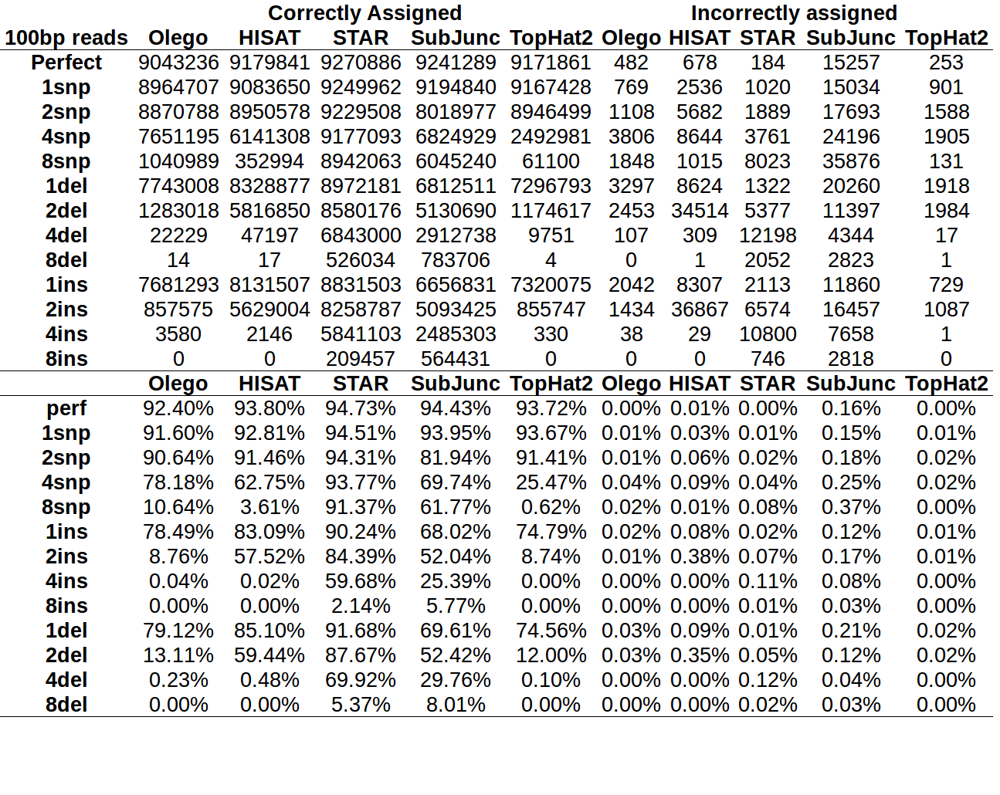 Correctly Assigned Incorrectly assigned
100bp reads Olego HISAT STAR SubJunc TopHat2 Olego HISAT STAR SubJunc TopHat2
Perfect 9043236 9179841 9270886 9241289 9171861 482 678 184 15257 253
1snp 8964707 9083650 9249962 9194840 9167428 769 2536 1020 15034 901
2snp 8870788 8950578 9229508 8018977 8946499 1108 5682 1889 17693 1588
4snp 7651195 6141308 9177093 6824929 2492981 3806 8644 3761 24196 1905
8snp 1040989 352994 8942063 6045240 61100 1848 1015 8023 35876 131
1del 7743008 8328877 8972181 6812511 7296793 3297 8624 1322 20260 1918
2del 1283018 5816850 8580176 5130690 1174617 2453 34514 5377 11397 1984
4del 22229 47197 6843000 2912738 9751 107 309 12198 4344 17
8del 14 17 526034 783706 4 0 1 2052 2823 1
1ins 7681293 8131507 8831503 6656831 7320075 2042 8307 2113 11860 729
2ins 857575 5629004 8258787 5093425 855747 1434 36867 6574 16457 1087
4ins 3580 2146 5841103 2485303 330 38 29 10800 7658 1
8ins 0 0 209457 564431 0 0 0 746 2818 0
Olego HISAT STAR SubJunc TopHat2 Olego HISAT STAR SubJunc TopHat2
perf 92.40% 93.80% 94.73% 94.43% 93.72% 0.00% 0.01% 0.00% 0.16% 0.00%
1snp 91.60% 92.81% 94.51% 93.95% 93.67% 0.01% 0.03% 0.01% 0.15% 0.01%
2snp 90.64% 91.46% 94.31% 81.94% 91.41% 0.01% 0.06% 0.02% 0.18% 0.02%
4snp 78.18% 62.75% 93.77% 69.74% 25.47% 0.04% 0.09% 0.04% 0.25% 0.02%
8snp 10.64% 3.61% 91.37% 61.77% 0.62% 0.02% 0.01% 0.08% 0.37% 0.00%
1ins 78.49% 83.09% 90.24% 68.02% 74.79% 0.02% 0.08% 0.02% 0.12% 0.01%
2ins 8.76% 57.52% 84.39% 52.04% 8.74% 0.01% 0.38% 0.07% 0.17% 0.01%
4ins 0.04% 0.02% 59.68% 25.39% 0.00% 0.00% 0.00% 0.11% 0.08% 0.00%
8ins 0.00% 0.00% 2.14% 5.77% 0.00% 0.00% 0.00% 0.01% 0.03% 0.00%
1del 79.12% 85.10% 91.68% 69.61% 74.56% 0.03% 0.09% 0.01% 0.21% 0.02%
2del 13.11% 59.44% 87.67% 52.42% 12.00% 0.03% 0.35% 0.05% 0.12% 0.02%
4del 0.23% 0.48% 69.92% 29.76% 0.10% 0.00% 0.00% 0.12% 0.04% 0.00%
8del 0.00% 0.00% 5.37% 8.01% 0.00% 0.00% 0.00% 0.02% 0.03% 0.00%